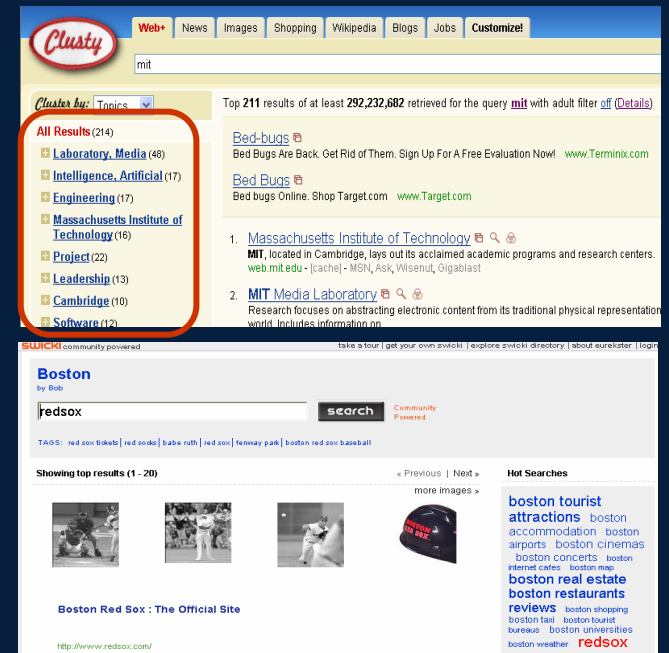 Clusty
Web+ News Images Shopping Wikipedia Blogs Jobs Customize!
mit
Cluster by: Topics
All Results (214)
Laboratory, Media (48)
Intelligence, Artificial (17)
Engineering (17)
Massachusetts Institute of
Technology (16)
Project (22)
Leadership (13)
Cambridge (10)
Software (12)
Top 211 results of at least 292,232,682 retrieved for the query mit with adult filter off (Details)
Bed-bugs
Bed Bugs Are Back. Get Rid of Them. Sign Up For A Free Evaluation Now! www.Terminix.com
Bed Bugs
Bed bugs Online. Shop Target.com www.Target.com
1. Massachusetts Institute of Technology
MIT, located in Cambridge, lays out its acclaimed academic programs and research centers.
web.mit.edu - [cache] - MSN, Ask, Wisenut, Gigablast
2. MIT Media Laboratory
Research focuses on abstracting electronic content from its traditional physical representation
world. Includes information on
swicki community powered
take a tour | get your own swicki | explore swicki directory | about eurekster | login
Boston
by Bob
redsox
search
Community
Powered
TAGS: red sox tickets | red socks | babe ruth | red sox | fenway park | boston red sox baseball
Showing top results (1 - 20)
« Previous | Next »
more images »
BOSTON
RED SOX
Boston Red Sox : The Official Site
http://www.redsox.com/
Hot Searches
boston tourist
attractions boston
accommodation boston
airports boston cinemas
boston concerts boston
internet cafes boston map
boston real estate
boston restaurants
reviews boston shopping
boston taxi boston tourist
bureaus boston universities
boston weather redsox